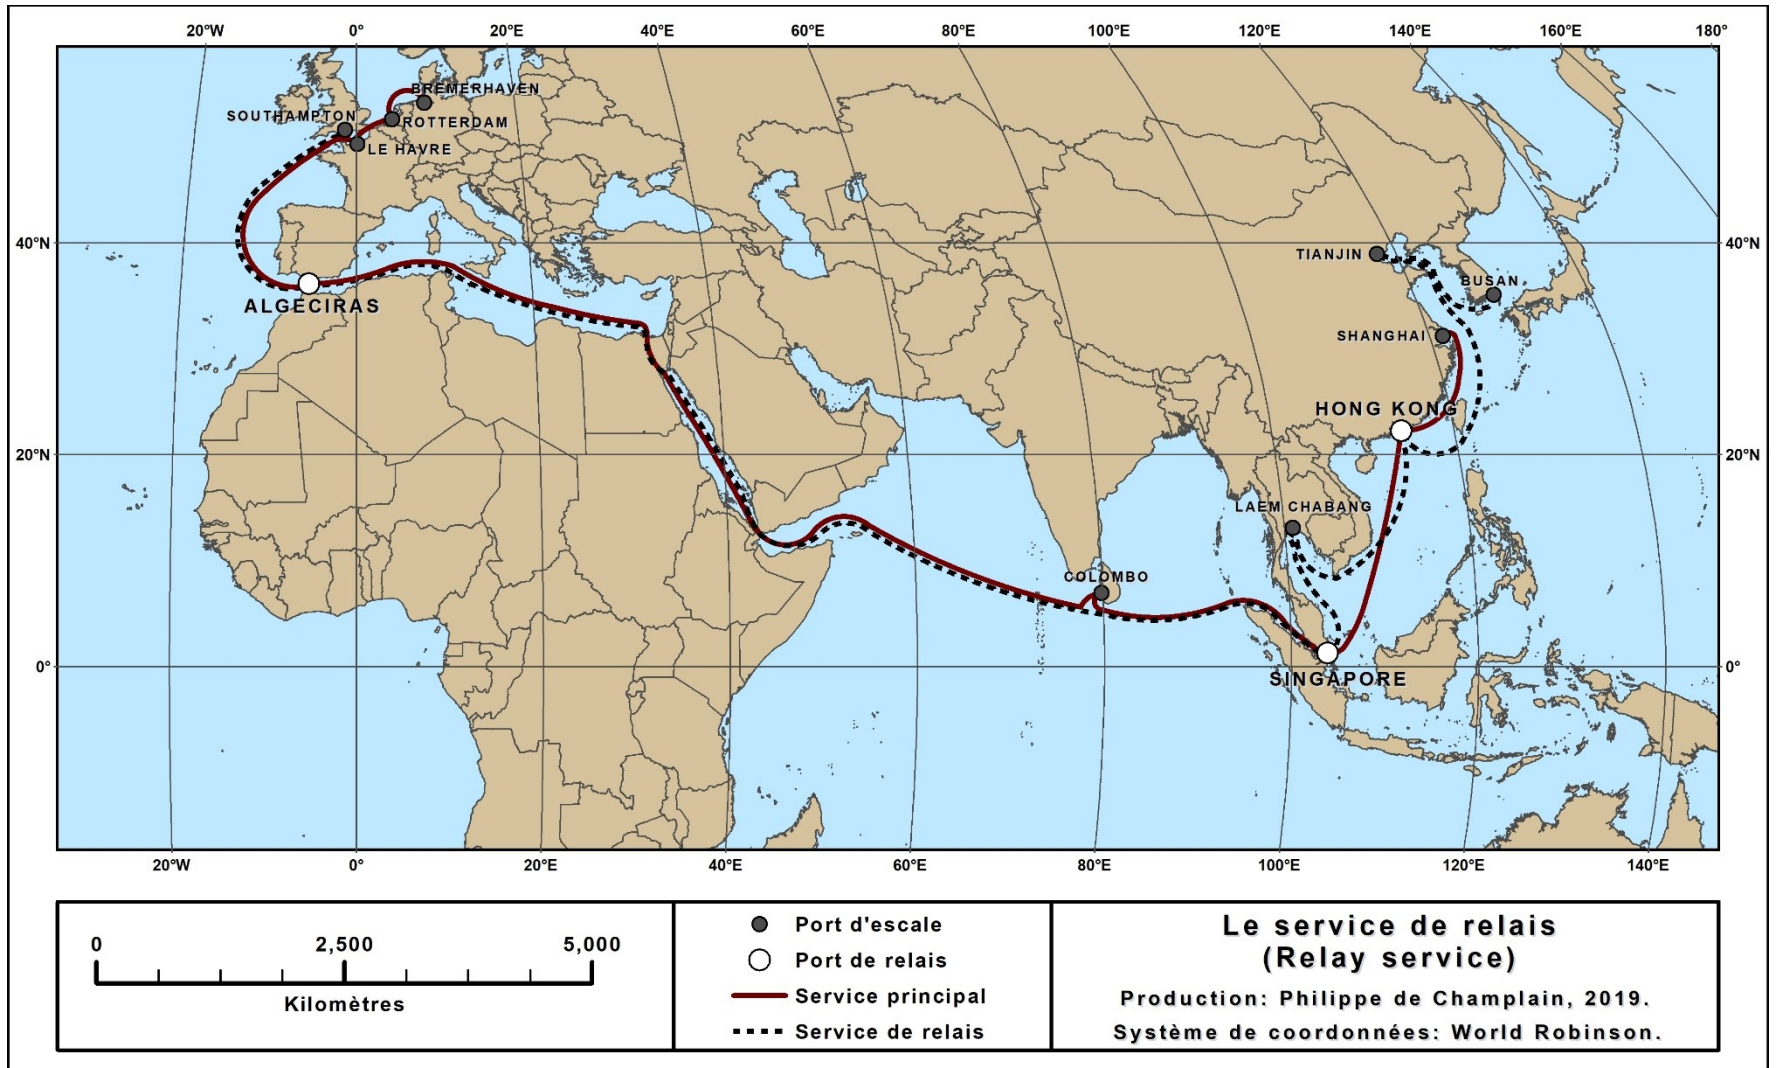 20°W 0° 20°E 40°E 60°E 80°E 100°E 120°E 140°E 160°E 180°
BREMERHAVEN
SOUTHAMPTON
ROTTERDAM
LE HAVRE
40°N 40°N
TIANJIN
BUSAN
ALGECIRAS
SHANGHAI
HONG KONG
20°N 20°N
LAEM CHABANG
COLOMBO
0° 0°
SINGAPORE
20°W 0° 20°E 40°E 60°E 80°E 100°E 120°E 140°E
0 2,500 5,000
Kilomètres
Port d'escale
Port de relais
Service principal
Service de relais
Le service de relais
(Relay service)
Production: Philippe de Champlain, 2019.
Système de coordonnées: World Robinson.